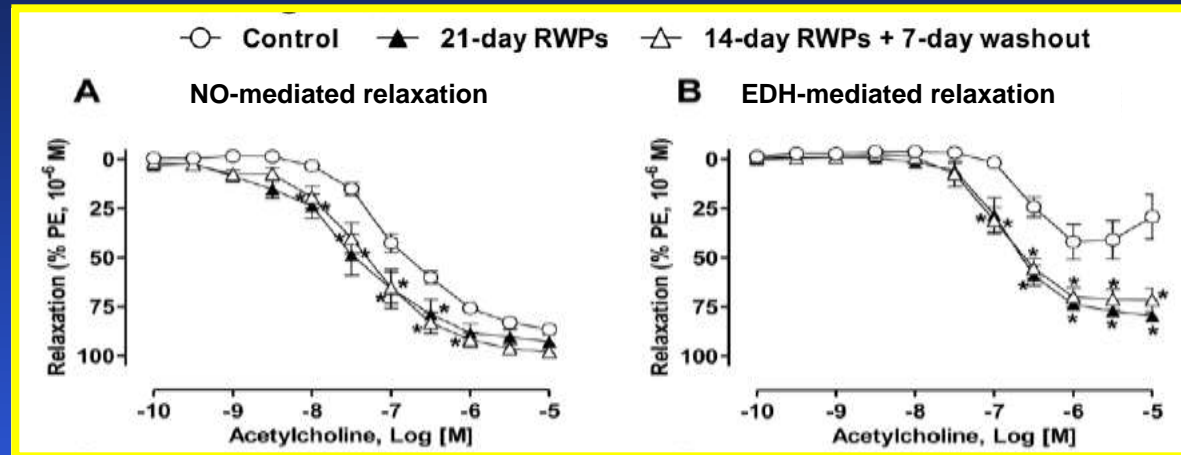 Control 21-day RWPs 14-day RWPs + 7-day washout
A NO-mediated relaxation
B EDH-mediated relaxation
Relaxation (% PE, 10⁻⁶ M)
0
25
50
75
100
-10 -9 -8 -7 -6 -5
Acetylcholine, Log [M]
Relaxation (% PE, 10⁻⁶ M)
0
25
50
75
100
-10 -9 -8 -7 -6 -5
Acetylcholine, Log [M]